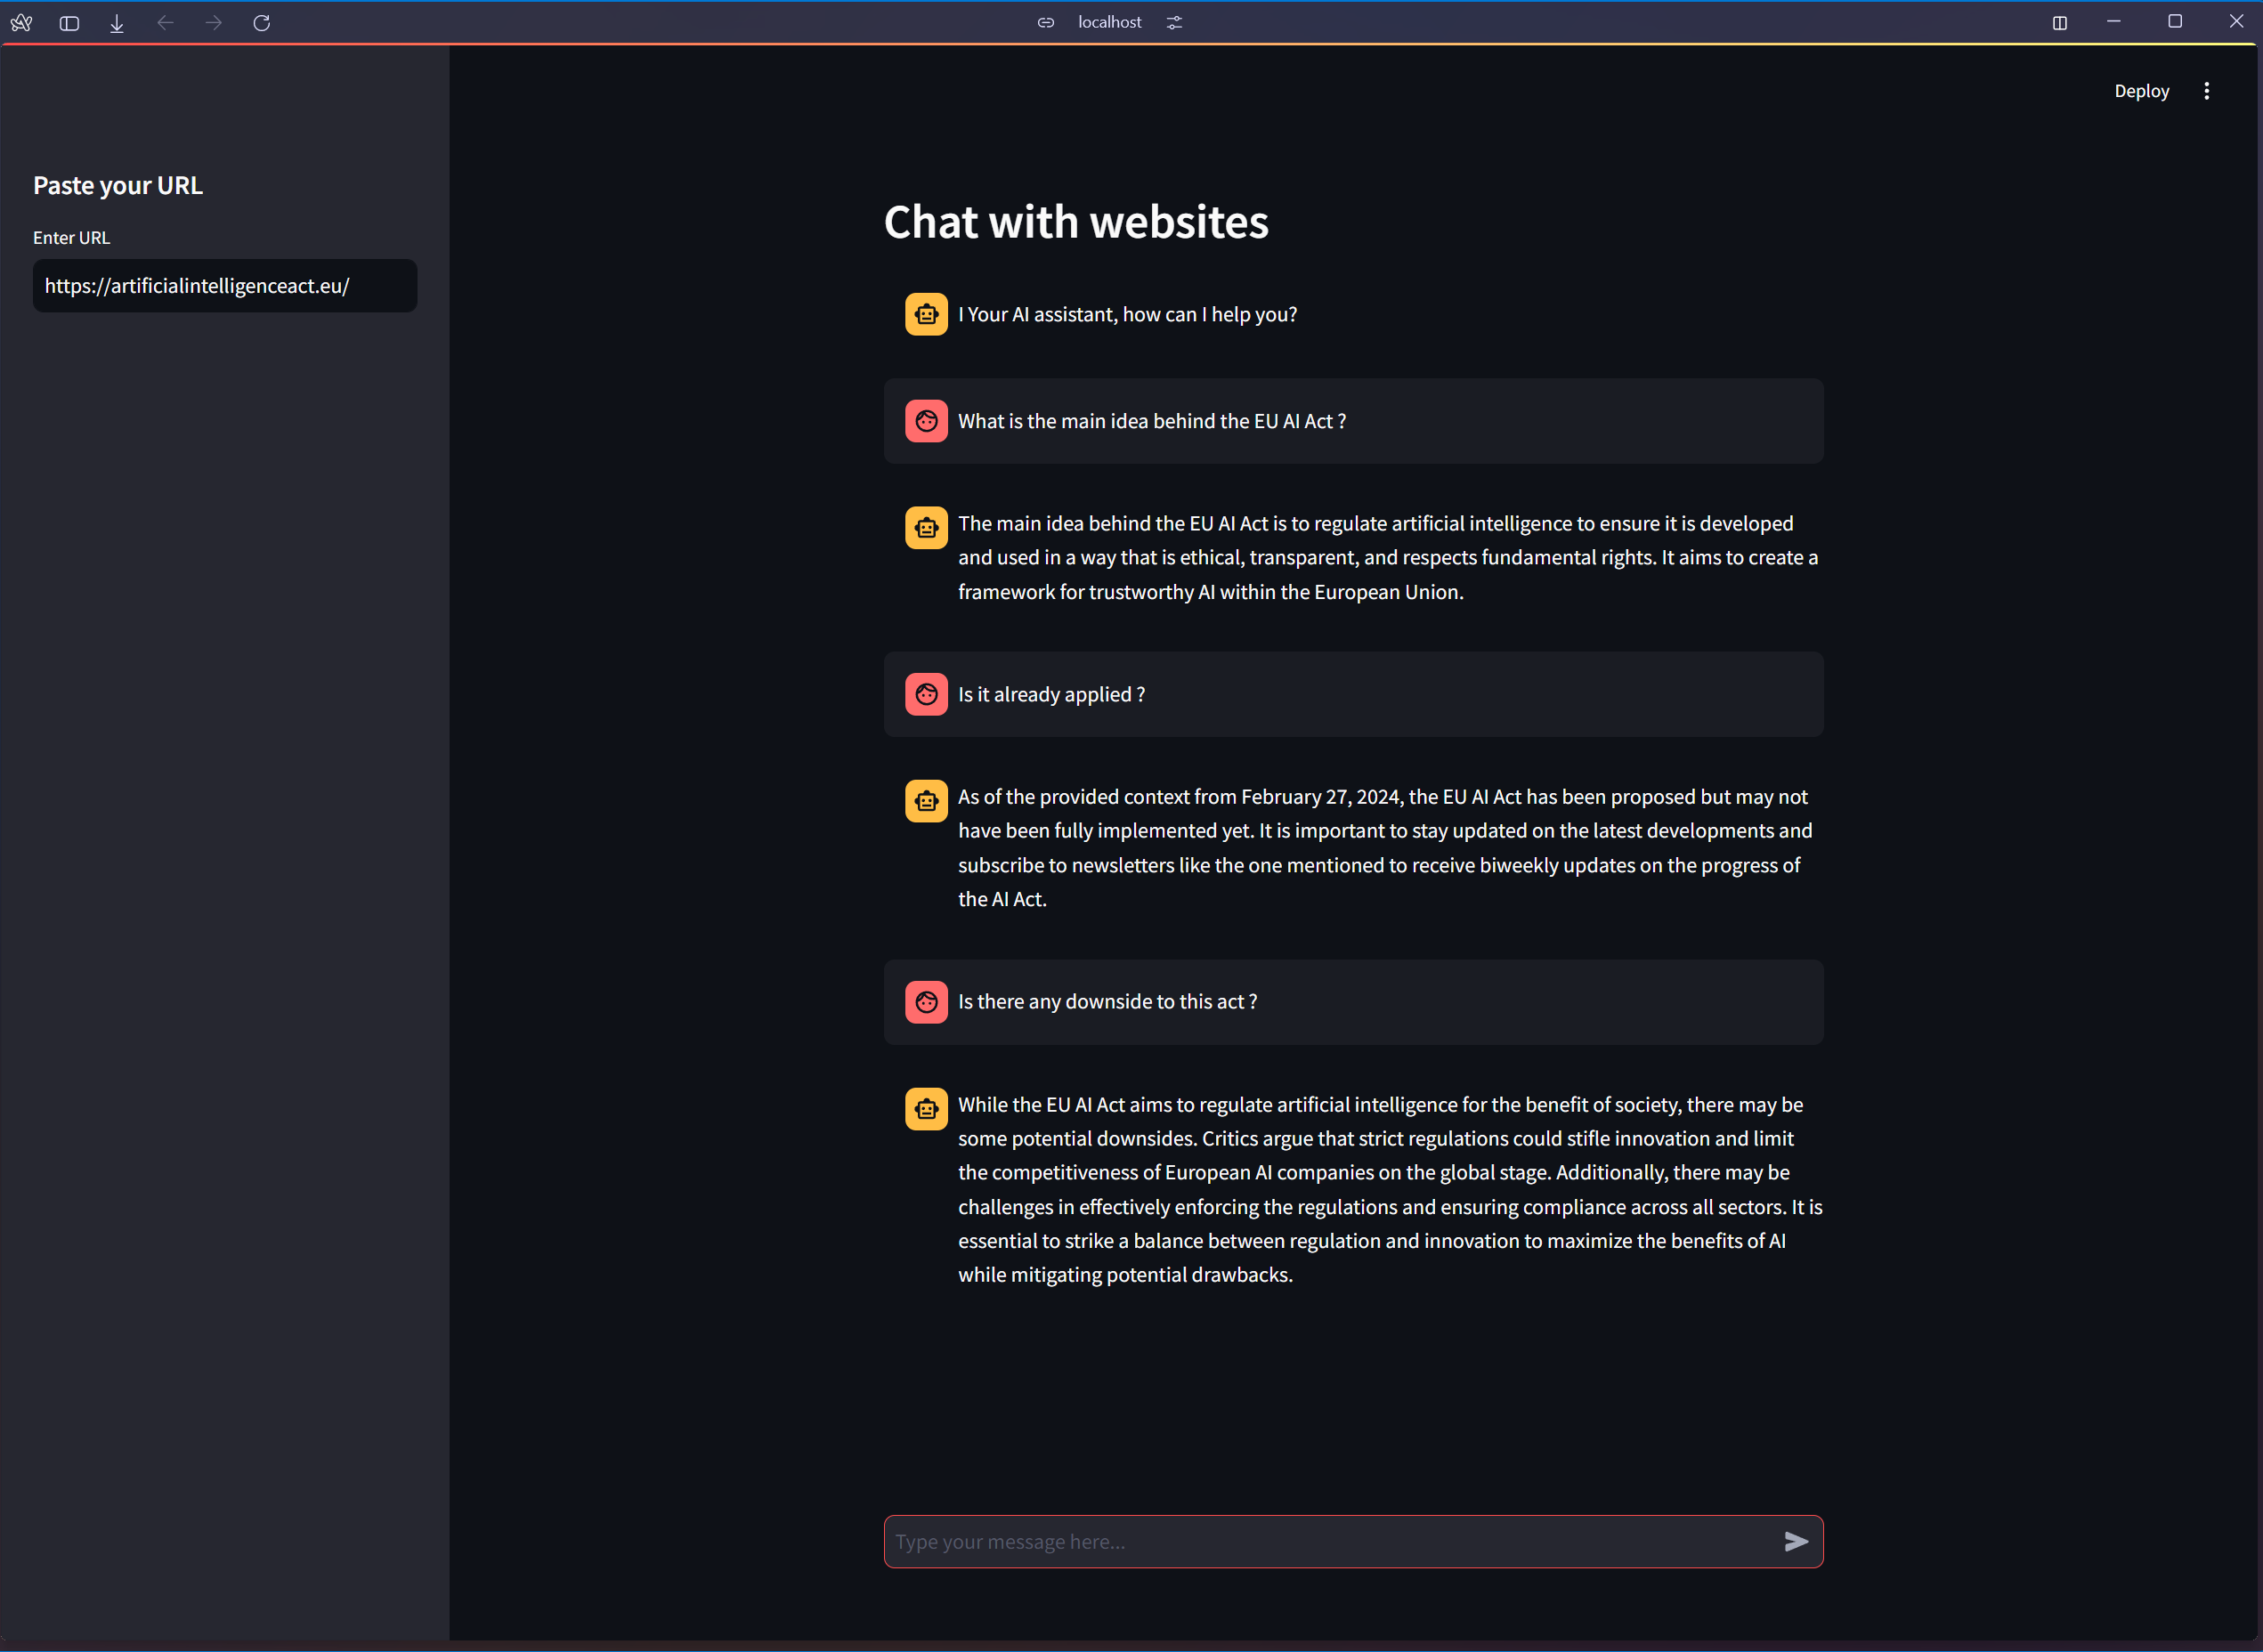 localhost
Deploy
Paste your URL
Enter URL
https://artificialintelligenceact.eu/
Chat with websites
I Your AI assistant, how can I help you?
What is the main idea behind the EU AI Act ?
The main idea behind the EU AI Act is to regulate artificial intelligence to ensure it is developed
and used in a way that is ethical, transparent, and respects fundamental rights. It aims to create a
framework for trustworthy AI within the European Union.
Is it already applied ?
As of the provided context from February 27, 2024, the EU AI Act has been proposed but may not
have been fully implemented yet. It is important to stay updated on the latest developments and
subscribe to newsletters like the one mentioned to receive biweekly updates on the progress of
the AI Act.
Is there any downside to this act ?
While the EU AI Act aims to regulate artificial intelligence for the benefit of society, there may be
some potential downsides. Critics argue that strict regulations could stifle innovation and limit
the competitiveness of European AI companies on the global stage. Additionally, there may be
challenges in effectively enforcing the regulations and ensuring compliance across all sectors. It is
essential to strike a balance between regulation and innovation to maximize the benefits of AI
while mitigating potential drawbacks.
Type your message here...